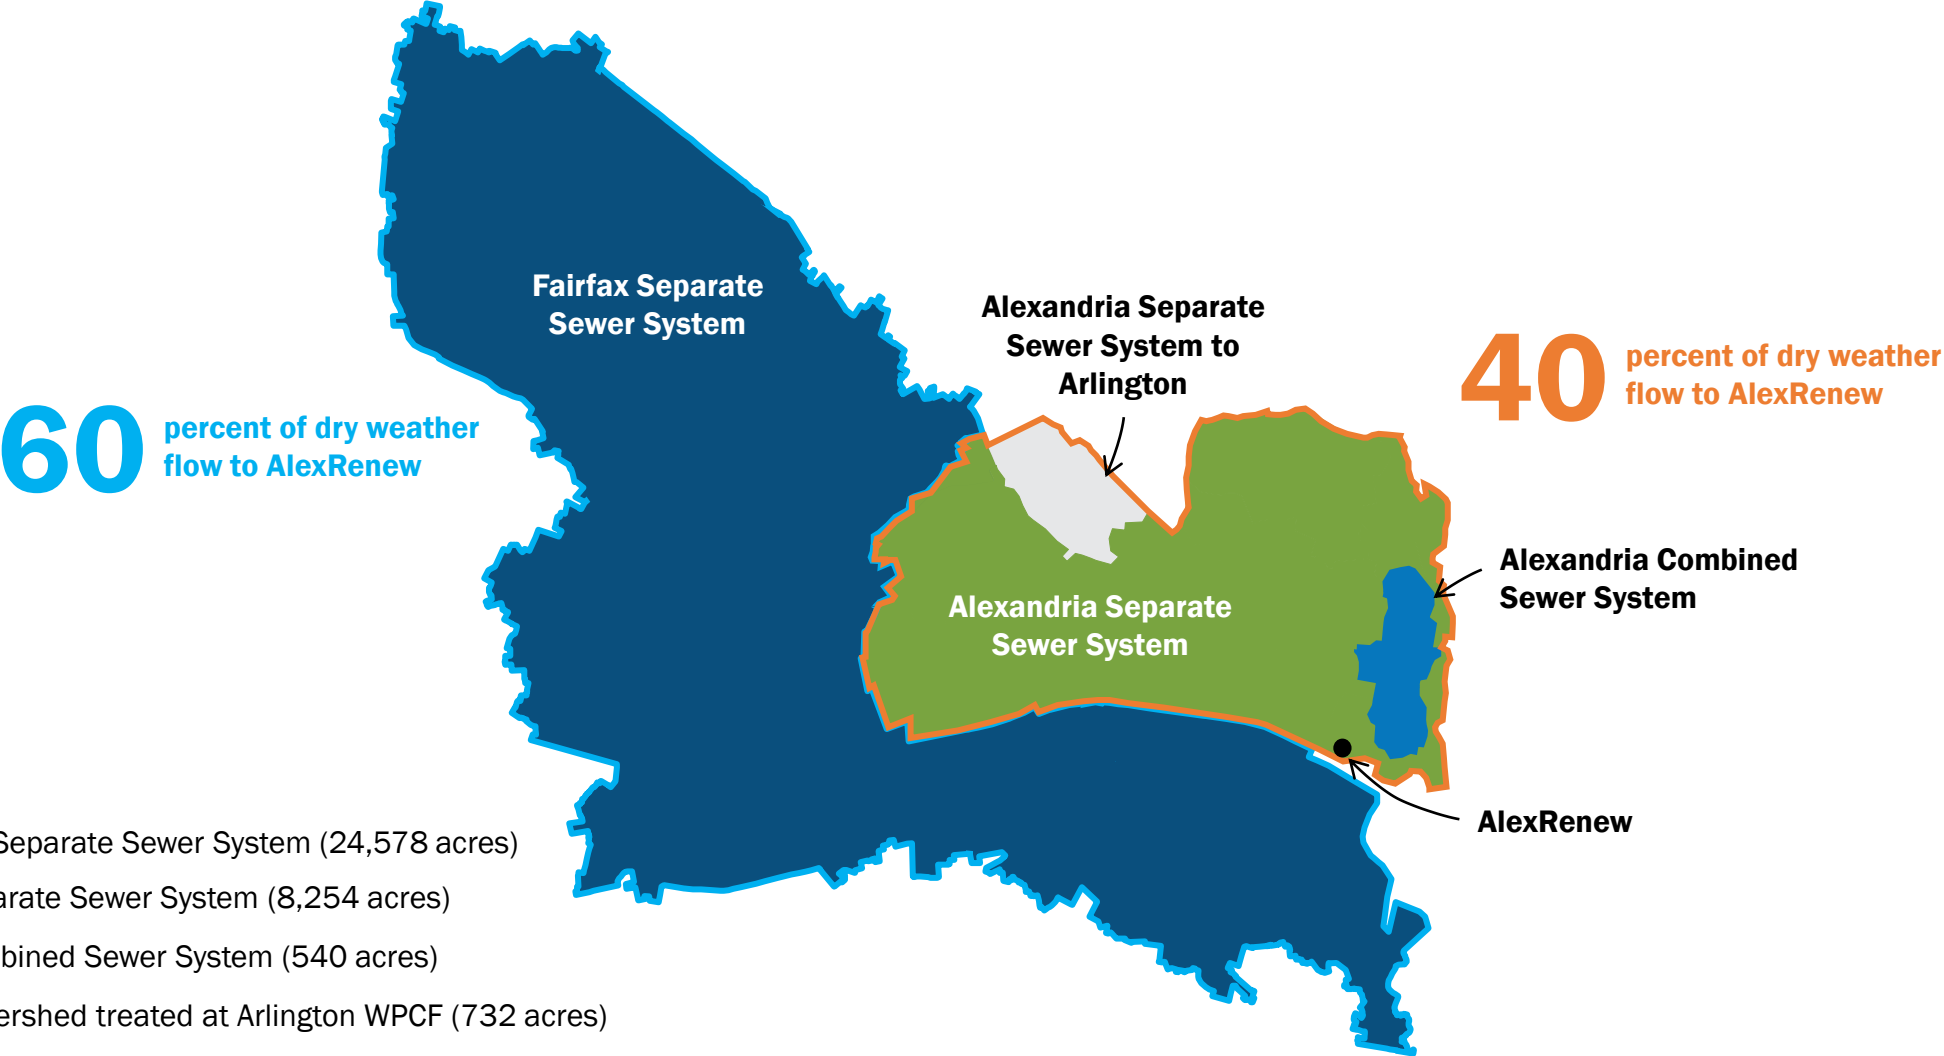 Fairfax Separate
Sewer System
Alexandria Separate
Sewer System to
Arlington
40 percent of dry weather
flow to AlexRenew
60 percent of dry weather
flow to AlexRenew
Alexandria Combined
Sewer System
Alexandria Separate
Sewer System
AlexRenew
Separate Sewer System (24,578 acres)
arate Sewer System (8,254 acres)
bined Sewer System (540 acres)
ershed treated at Arlington WPCF (732 acres)